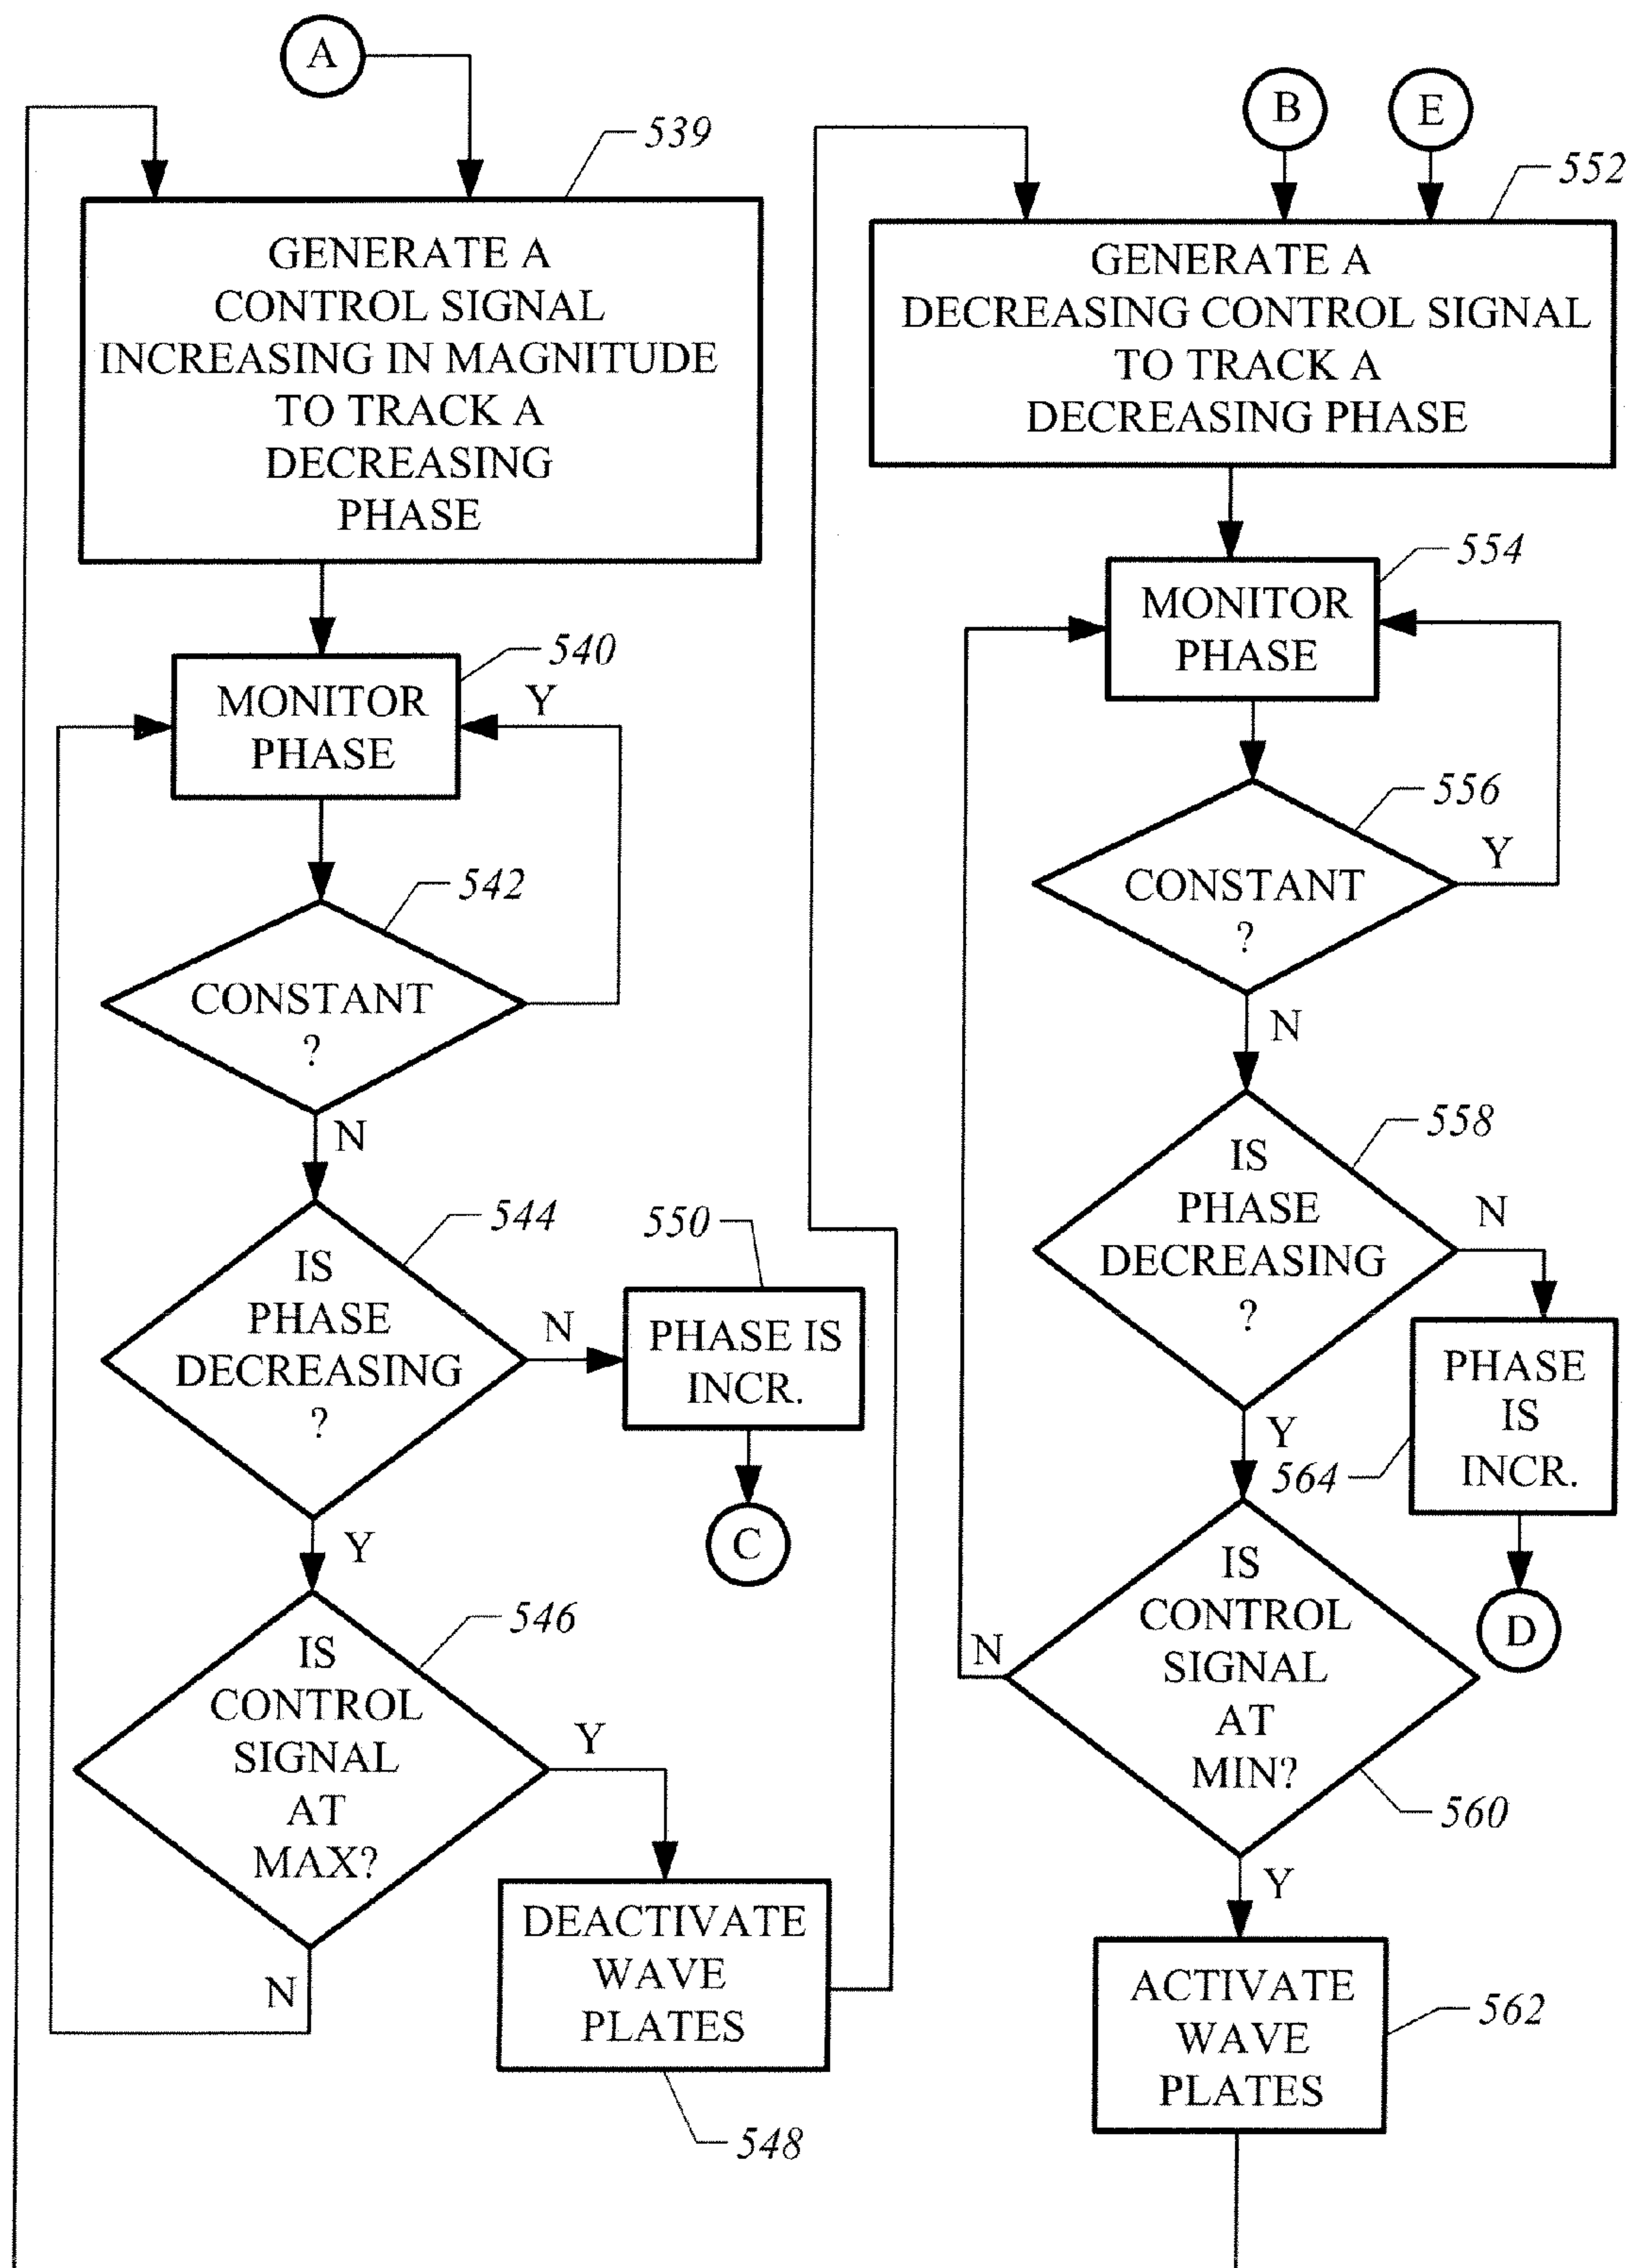 A
539
GENERATE A
CONTROL SIGNAL
INCREASING IN MAGNITUDE
TO TRACK A
DECREASING
PHASE
540
MONITOR
PHASE
Y
542
CONSTANT
?
N
544
IS
PHASE
DECREASING
?
N
550
PHASE IS
INCR.
C
Y
546
IS
CONTROL
SIGNAL
AT
MAX?
Y
N
DEACTIVATE
WAVE
PLATES
548
B
E
552
GENERATE A
DECREASING CONTROL SIGNAL
TO TRACK A
DECREASING PHASE
554
MONITOR
PHASE
556
CONSTANT
?
Y
N
558
IS
PHASE
DECREASING
?
N
PHASE
IS
INCR.
564
D
Y
IS
CONTROL
SIGNAL
AT
MIN?
N
560
Y
ACTIVATE
WAVE
PLATES
562